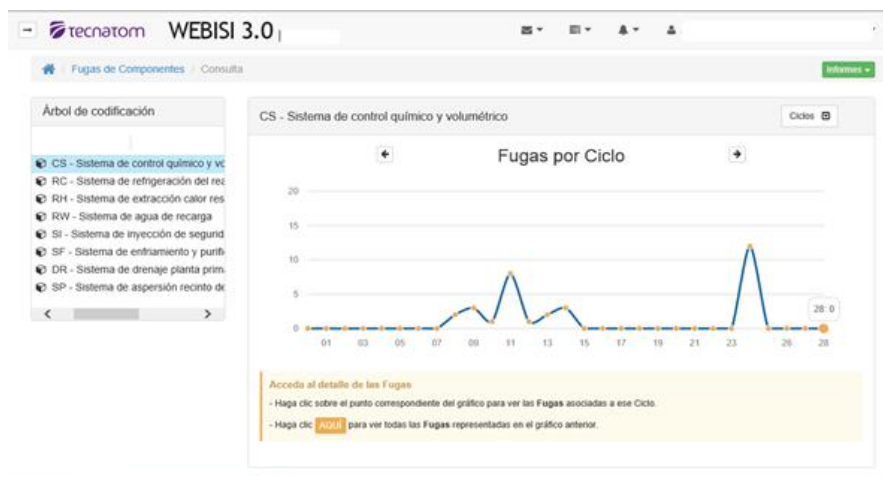 tecnatom WEBISI 3.0
Fugas de Componentes / Consulta
Informes
Árbol de codificación
CS - Sistema de control químico y vo
RC - Sistema de refrigeración del rea
RH - Sistema de extracción calor res
RW - Sistema de agua de recarga
SI - Sistema de inyección de segurid
SF - Sistema de enfriamiento y purifi
DR - Sistema de drenaje planta prim
SP - Sistema de aspersión recinto de
CS - Sistema de control químico y volumétrico
Ciclos
Fugas por Ciclo
20
15
10
5
0
28: 0
01 03 05 07 09 11 13 15 17 19 21 23 26 28
Acceda al detalle de las Fugas
- Haga clic sobre el punto correspondiente del gráfico para ver las Fugas asociadas a ese Ciclo.
- Haga clic AQUÍ para ver todas las Fugas representadas en el gráfico anterior.